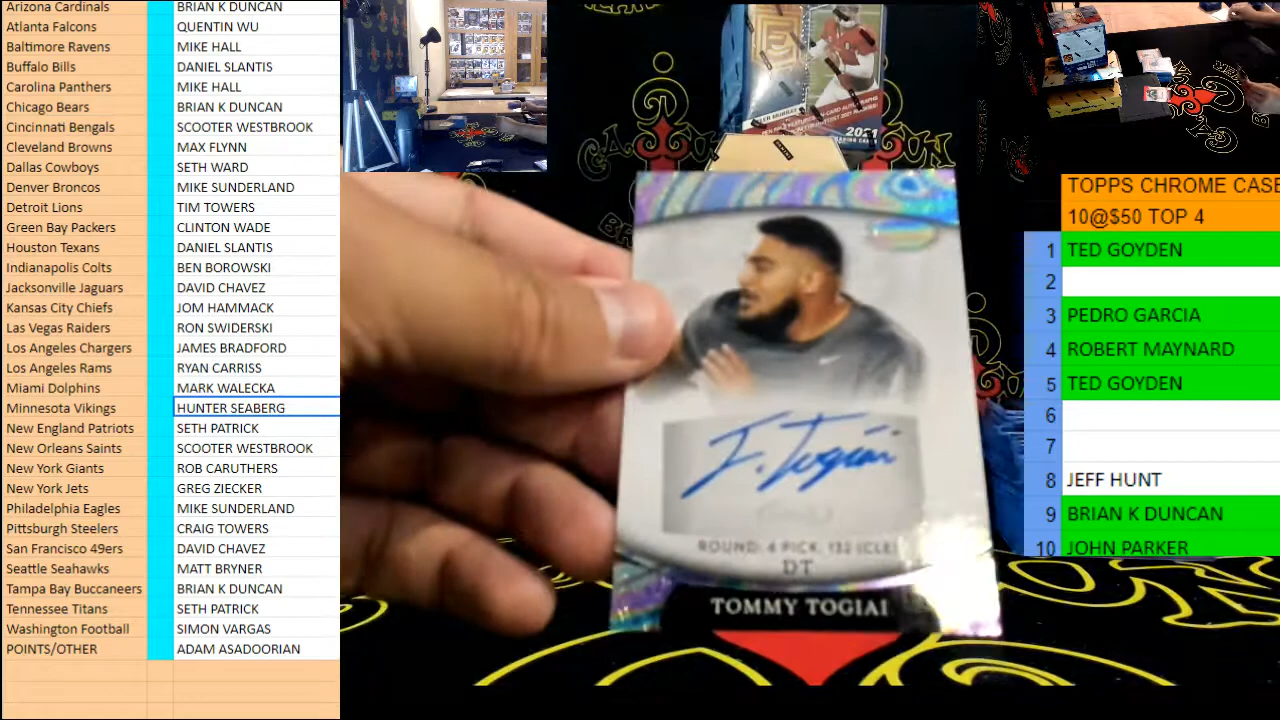 Arizona Cardinals BRIAN K DUNCAN
Atlanta Falcons QUENTIN WU
Baltimore Ravens MIKE HALL
Buffalo Bills DANIEL SLANTIS
Carolina Panthers MIKE HALL
Chicago Bears BRIAN K DUNCAN
Cincinnati Bengals SCOOTER WESTBROOK
Cleveland Browns MAX FLYNN
Dallas Cowboys SETH WARD
Denver Broncos MIKE SUNDERLAND
Detroit Lions TIM TOWERS
Green Bay Packers CLINTON WADE
Houston Texans DANIEL SLANTIS
Indianapolis Colts BEN BOROWSKI
Jacksonville Jaguars DAVID CHAVEZ
Kansas City Chiefs JOM HAMMACK
Las Vegas Raiders RON SWIDERSKI
Los Angeles Chargers JAMES BRADFORD
Los Angeles Rams RYAN CARRISS
Miami Dolphins MARK WALECKA
Minnesota Vikings HUNTER SEABERG
New England Patriots SETH PATRICK
New Orleans Saints SCOOTER WESTBROOK
New York Giants ROB CARUTHERS
New York Jets GREG ZIECKER
Philadelphia Eagles MIKE SUNDERLAND
Pittsburgh Steelers CRAIG TOWERS
San Francisco 49ers DAVID CHAVEZ
Seattle Seahawks MATT BRYNER
Tampa Bay Buccaneers BRIAN K DUNCAN
Tennessee Titans SETH PATRICK
Washington Football SIMON VARGAS
POINTS/OTHER ADAM ASADOORIAN
2021
T. Togiai
ROUND: 4 PICK: 132 (CLE)
DT
TOMMY TOGIAI
TOPPS CHROME CASE
10@$50 TOP 4
1 TED GOYDEN
2
3 PEDRO GARCIA
4 ROBERT MAYNARD
5 TED GOYDEN
6
7
8 JEFF HUNT
9 BRIAN K DUNCAN
10 JOHN PARKER